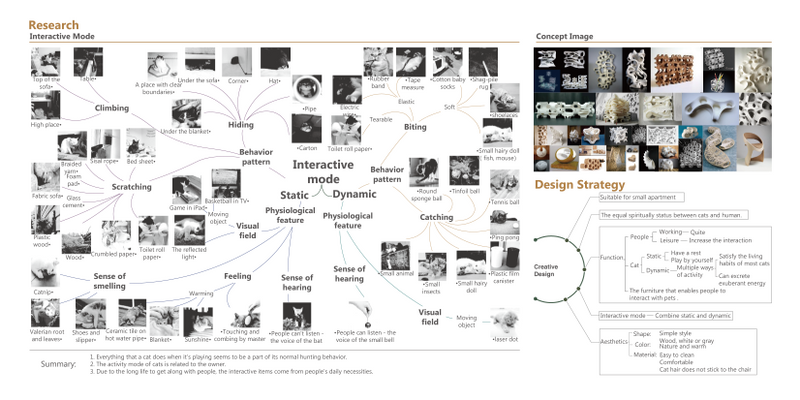 Research
Interactive Mode
Top of the
sofa•
Table•
A place with clear
boundaries•
Under the sofa•
Corner•
Hat•
•Rubber
band
•Tape
measure
•Cotton baby
socks
•Shag-pile
rug
Climbing
High place•
Under the blanket•
•Pipe
Electric
Elastic
Soft
•shoelaces
Tearable
Hiding
•Carton
Toilet roll paper•
Biting
•Small hairy doll
fish, mouse)
Braided
yarn•
Sisal rope•
Bed sheet•
Behavior
pattern
Foam
pad•
Fabric sofa•
Scratching
Interactive
mode
Behavior
pattern
•Round
sponge ball
•Tinfoil ball
•Tennis ball
Glass
cement•
Game in iPad•
Basketball in TV•
Static
Dynamic
Moving
object
Physiological
feature
Physiological
feature
Catching
Plastic
wood•
Wood•
Crumbled paper•
Toilet roll
paper•
The reflected
light•
Visual
field
•Ping pong
Catnip•
Sense of
smelling
Feeling
Sense of
hearing
Sense of
hearing
•Small animal
•Small
insects
•Small hairy
doll
•Plastic film
canister
Warming
Valerian root
and leaves•
Shoes and
slipper•
Ceramic tile on
hot water pipe•
Blanket•
Sunshine•
•Touching and
combing by master
•People can't listen -
the voice of the bat
•People can listen - the
voice of the small ball
Visual
field
Moving
object
•laser dot
Summary:
1. Everything that a cat does when it's playing seems to be a part of its normal hunting behavior.
2. The activity mode of cats is related to the owner.
3. Due to the long life to get along with people, the interactive items come from people's daily necessities.
Concept Image
Design Strategy
Suitable for small apartment
The equal spiritually status between cats and human.
Creative
Design
Function
People
Working
Quite
Leisure
Increase the interaction
Cat
Static
Have a rest
Play by yourself
Dynamic
Multiple ways
of activity
Satisfy the living
habits of most cats
Can excrete
exuberant energy
The furniture that enables people to
interact with pets .
Interactive mode
Combine static and dynamic
Aesthetics
Shape:
Simple style
Color:
Wood, white or gray
Nature and warm
Material:
Easy to clean
Comfortable
Cat hair does not stick to the chair